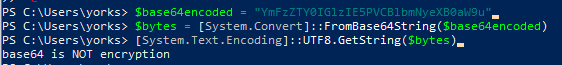 PS C:\Users\yorks> $base64encoded = "YmFzZTY0IGlzIE5PVCBlbmNyeXB0aW9u"
PS C:\Users\yorks> $bytes = [System.Convert]::FromBase64String($base64encoded)
PS C:\Users\yorks> [System.Text.Encoding]::UTF8.GetString($bytes)
base64 is NOT encryption